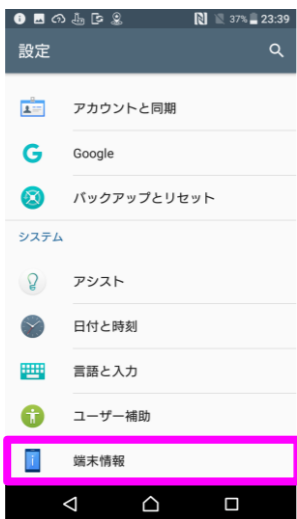 37% 23:39
設定
アカウントと同期
Google
バックアップとリセット
システム
アシスト
日付と時刻
言語と入力
ユーザー補助
端末情報